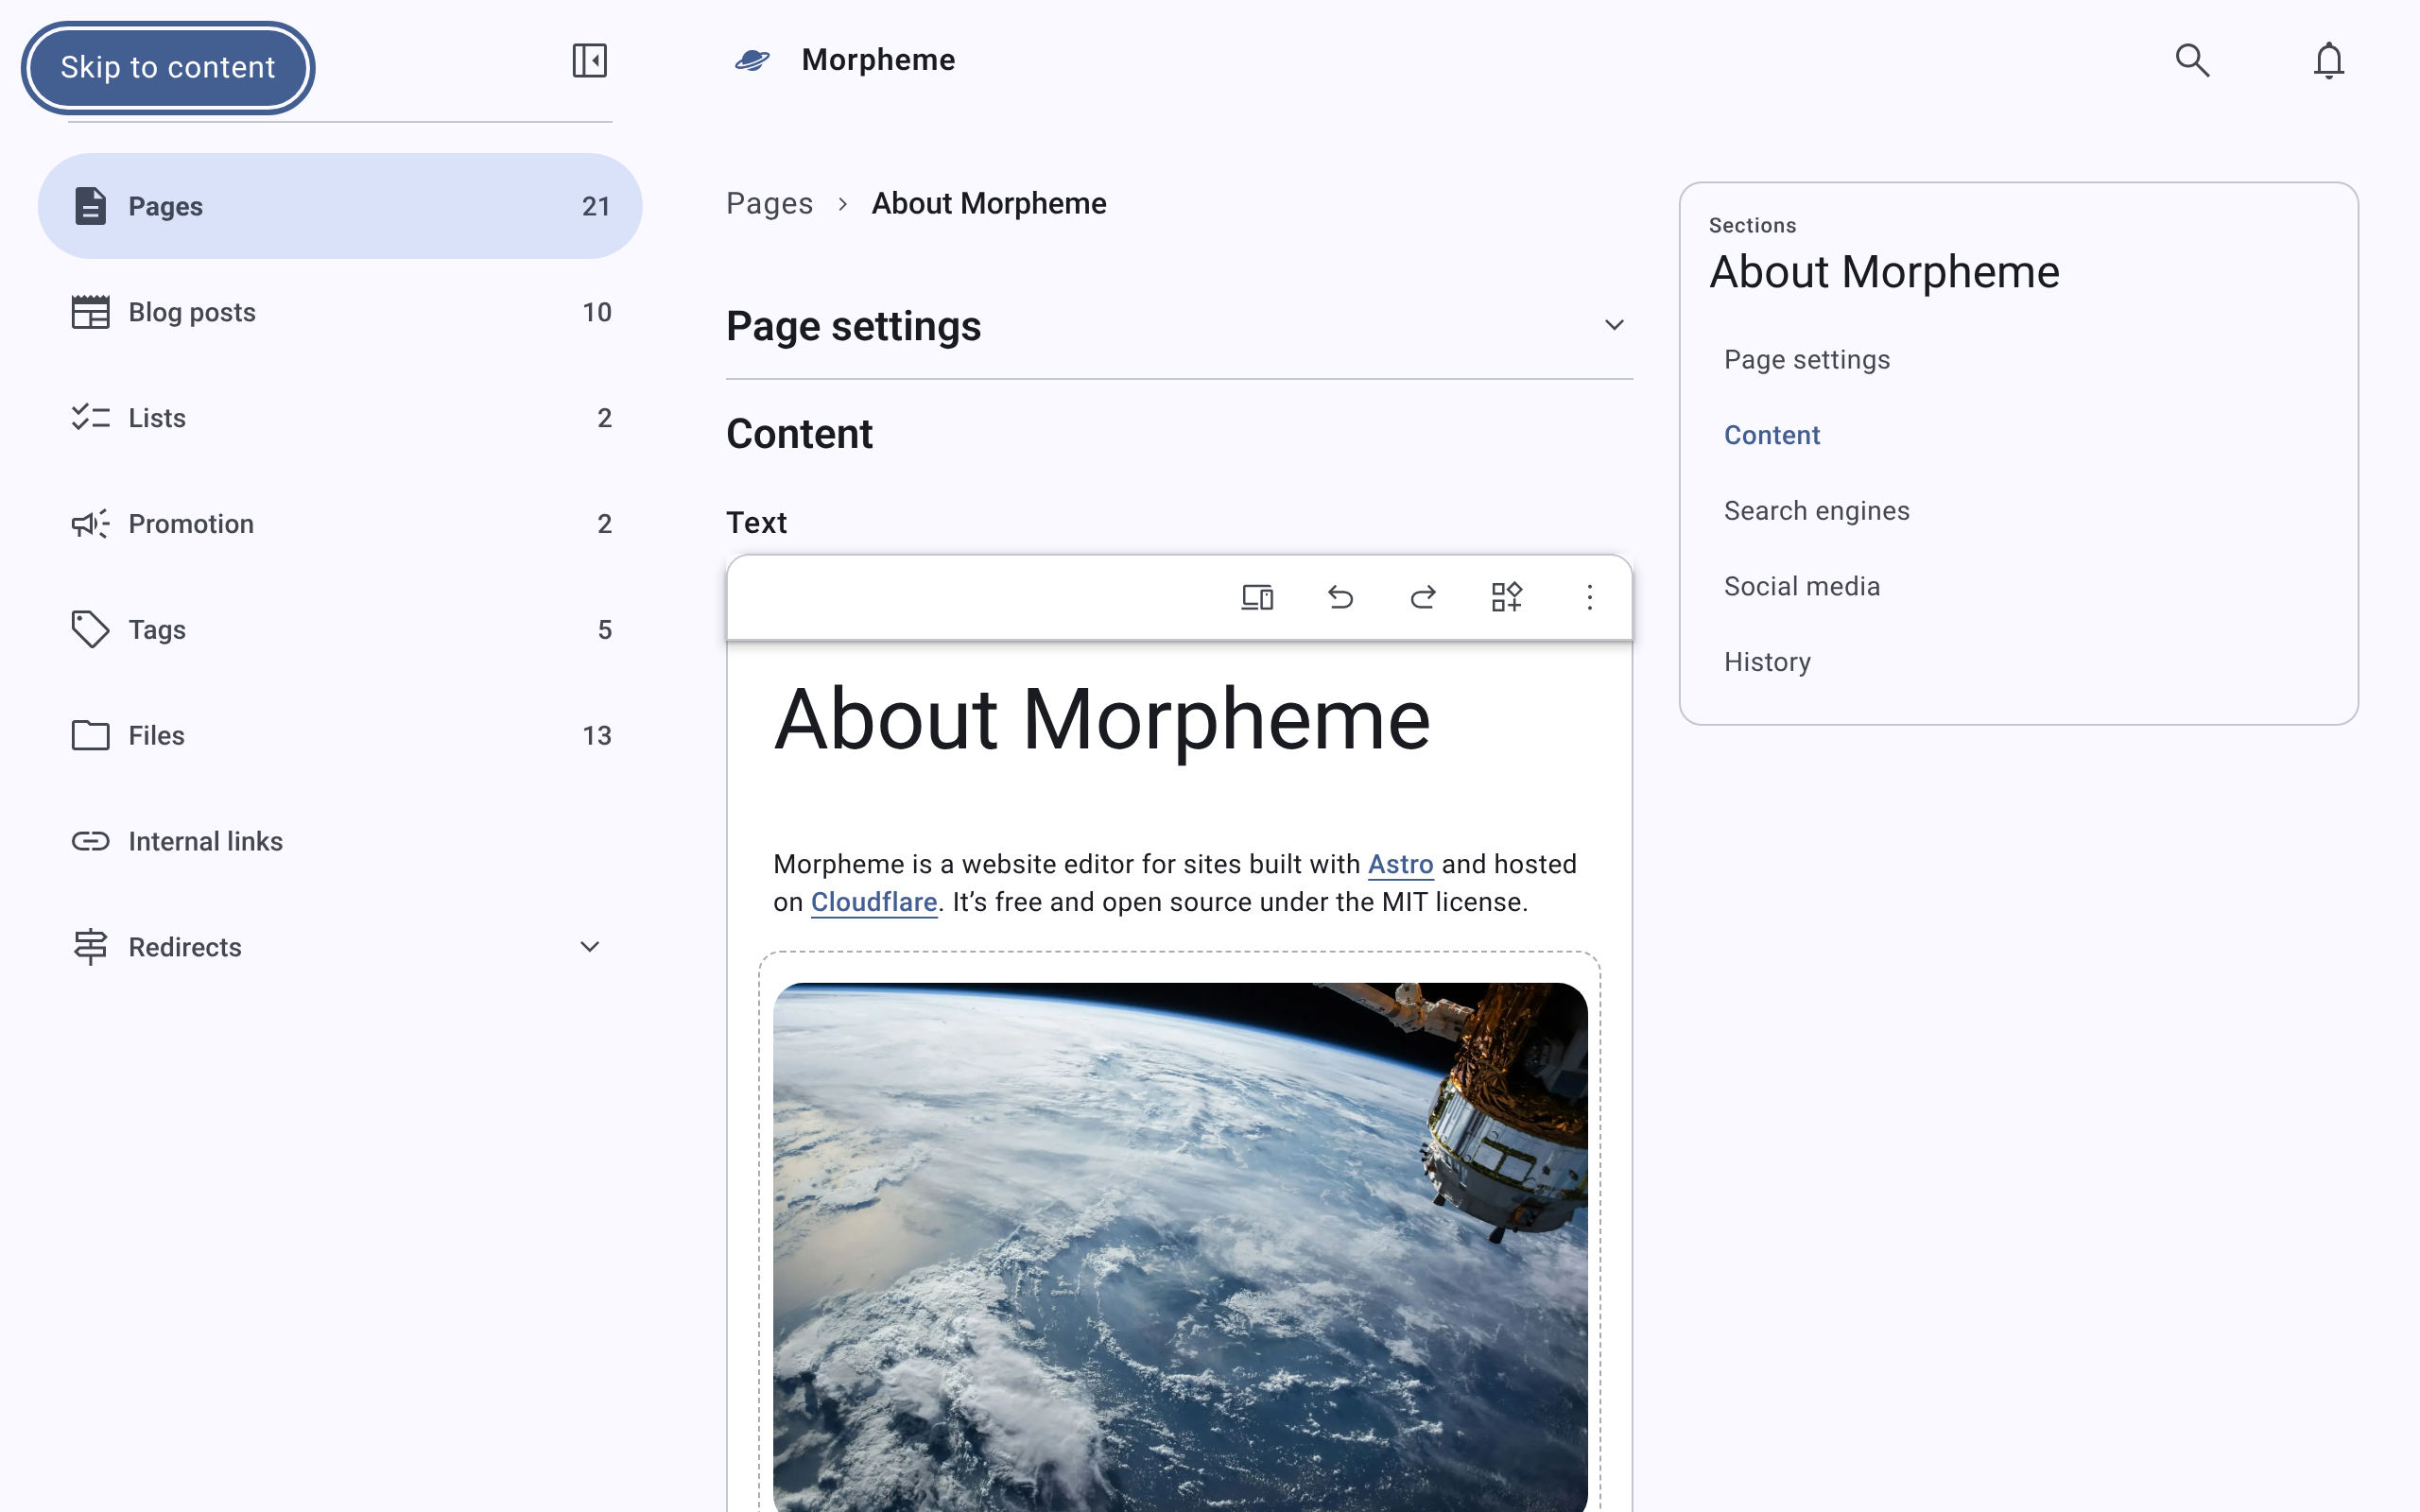 Skip to content
Morpheme
Pages 21
Blog posts 10
Lists 2
Promotion 2
Tags 5
Files 13
Internal links
Redirects
Pages › About Morpheme
Page settings
Content
Text
About Morpheme
Morpheme is a website editor for sites built with Astro and hosted
on Cloudflare. It’s free and open source under the MIT license.
Sections
About Morpheme
Page settings
Content
Search engines
Social media
History